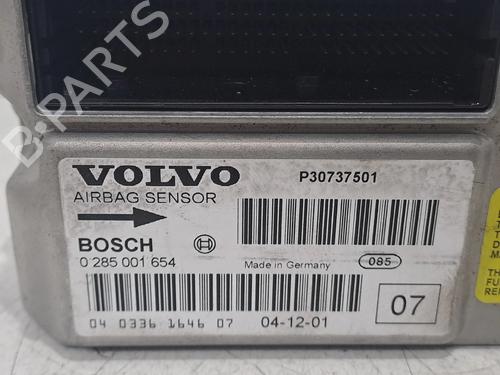 B-PARTS
VOLVO
AIRBAG SENSOR
P30737501
BOSCH
0 285 001 654
Made in Germany
085
04 0336 1646 07
04-12-01
07